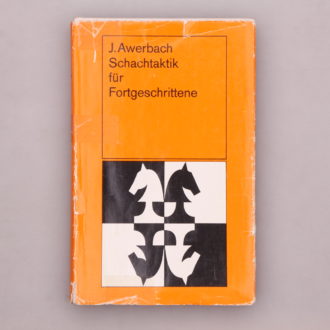 J. Awerbach
Schachtaktik
für
Fortgeschrittene